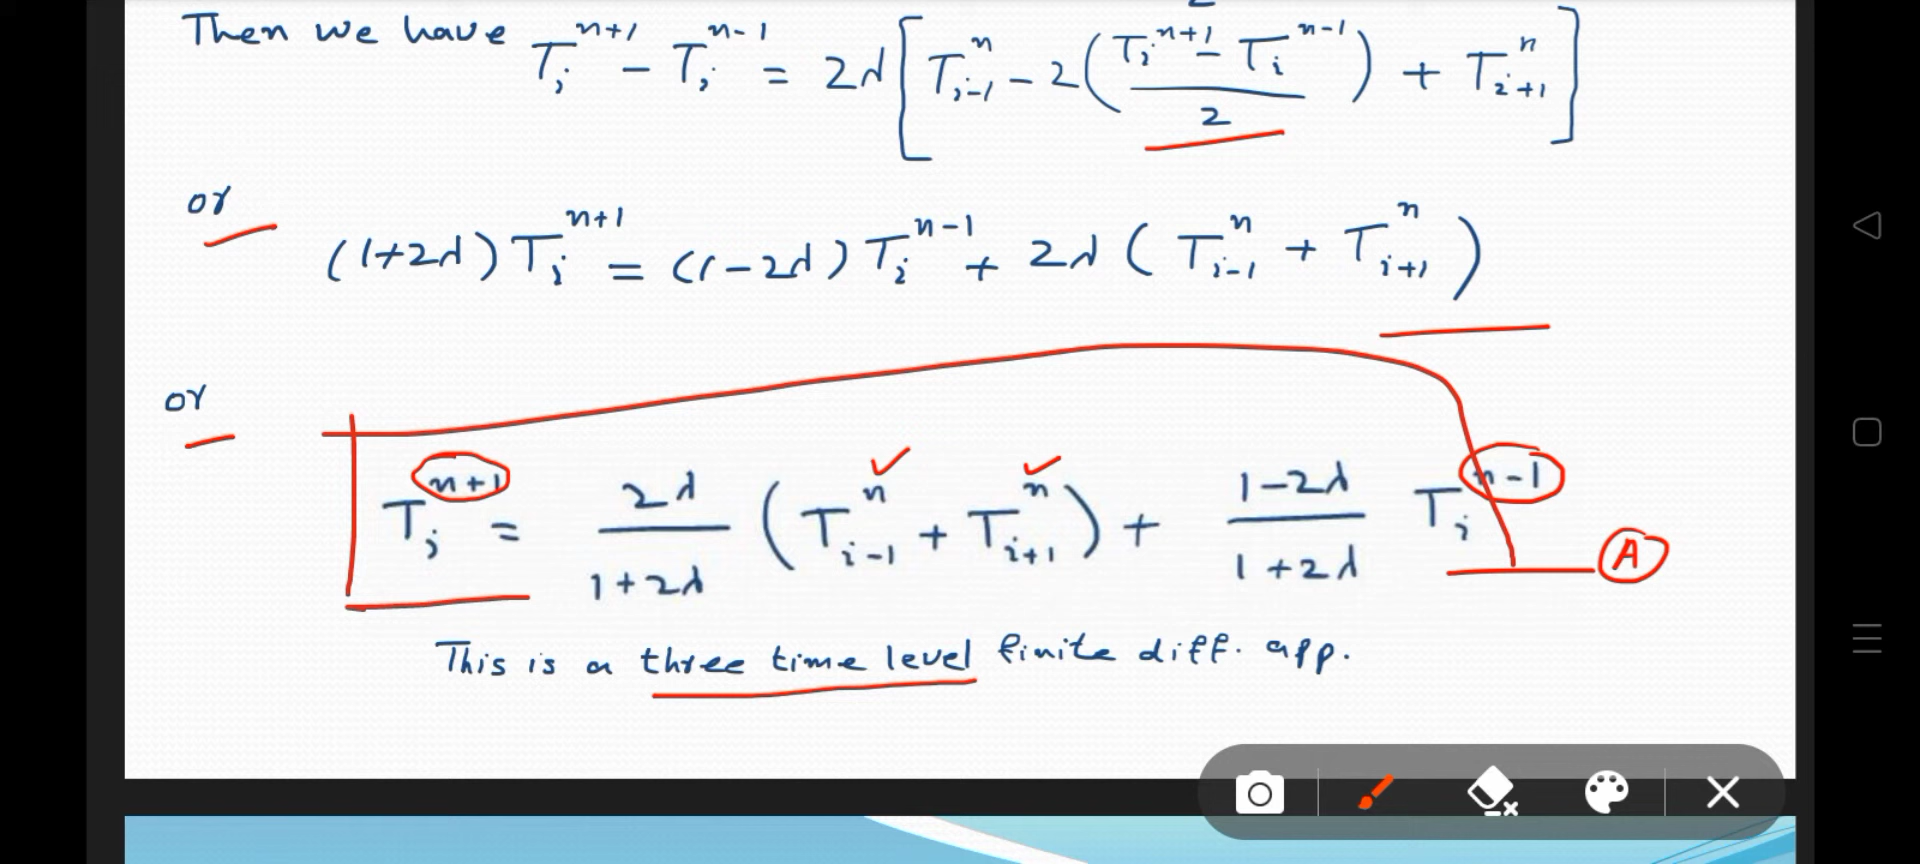 Then we have T_i^{n+1} - T_i^{n-1} = 2λ [ T_{i-1}^n - 2 ( (T_i^{n+1} - T_i^{n-1}) / 2 ) + T_{i+1}^n ]
or
(1+2λ) T_i^{n+1} = (1-2λ) T_i^{n-1} + 2λ ( T_{i-1}^n + T_{i+1}^n )
or
T_i^{n+1} = 2λ / (1+2λ) ( T_{i-1}^n + T_{i+1}^n ) + (1-2λ) / (1+2λ) T_i^{n-1} A
This is a three time level finite diff. app.